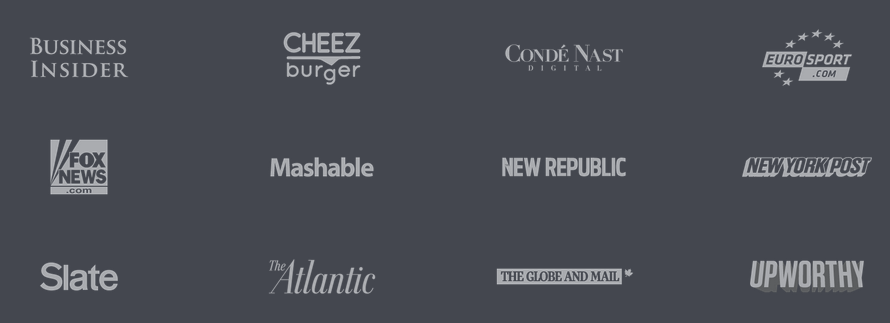 BUSINESS
INSIDER
CHEEZ
burger
CONDÉ NAST
DIGITAL
EUROSPORT
.COM
FOX
NEWS
.com
Mashable
NEW REPUBLIC
NEW YORK POST
Slate
The Atlantic
THE GLOBE AND MAIL
UPWORTHY